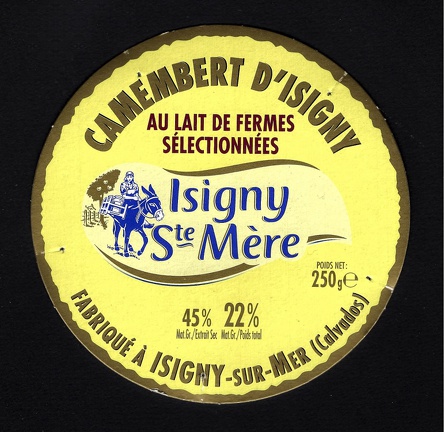 CAMEMBERT D'ISIGNY
AU LAIT DE FERMES
SÉLECTIONNÉES
Isigny
Ste Mère
POIDS NET:
250g℮
45% 22%
Mat.Gr./Extrait Sec Mat.Gr./Poids total
FABRIQUÉ À ISIGNY-SUR-MER (Calvados)